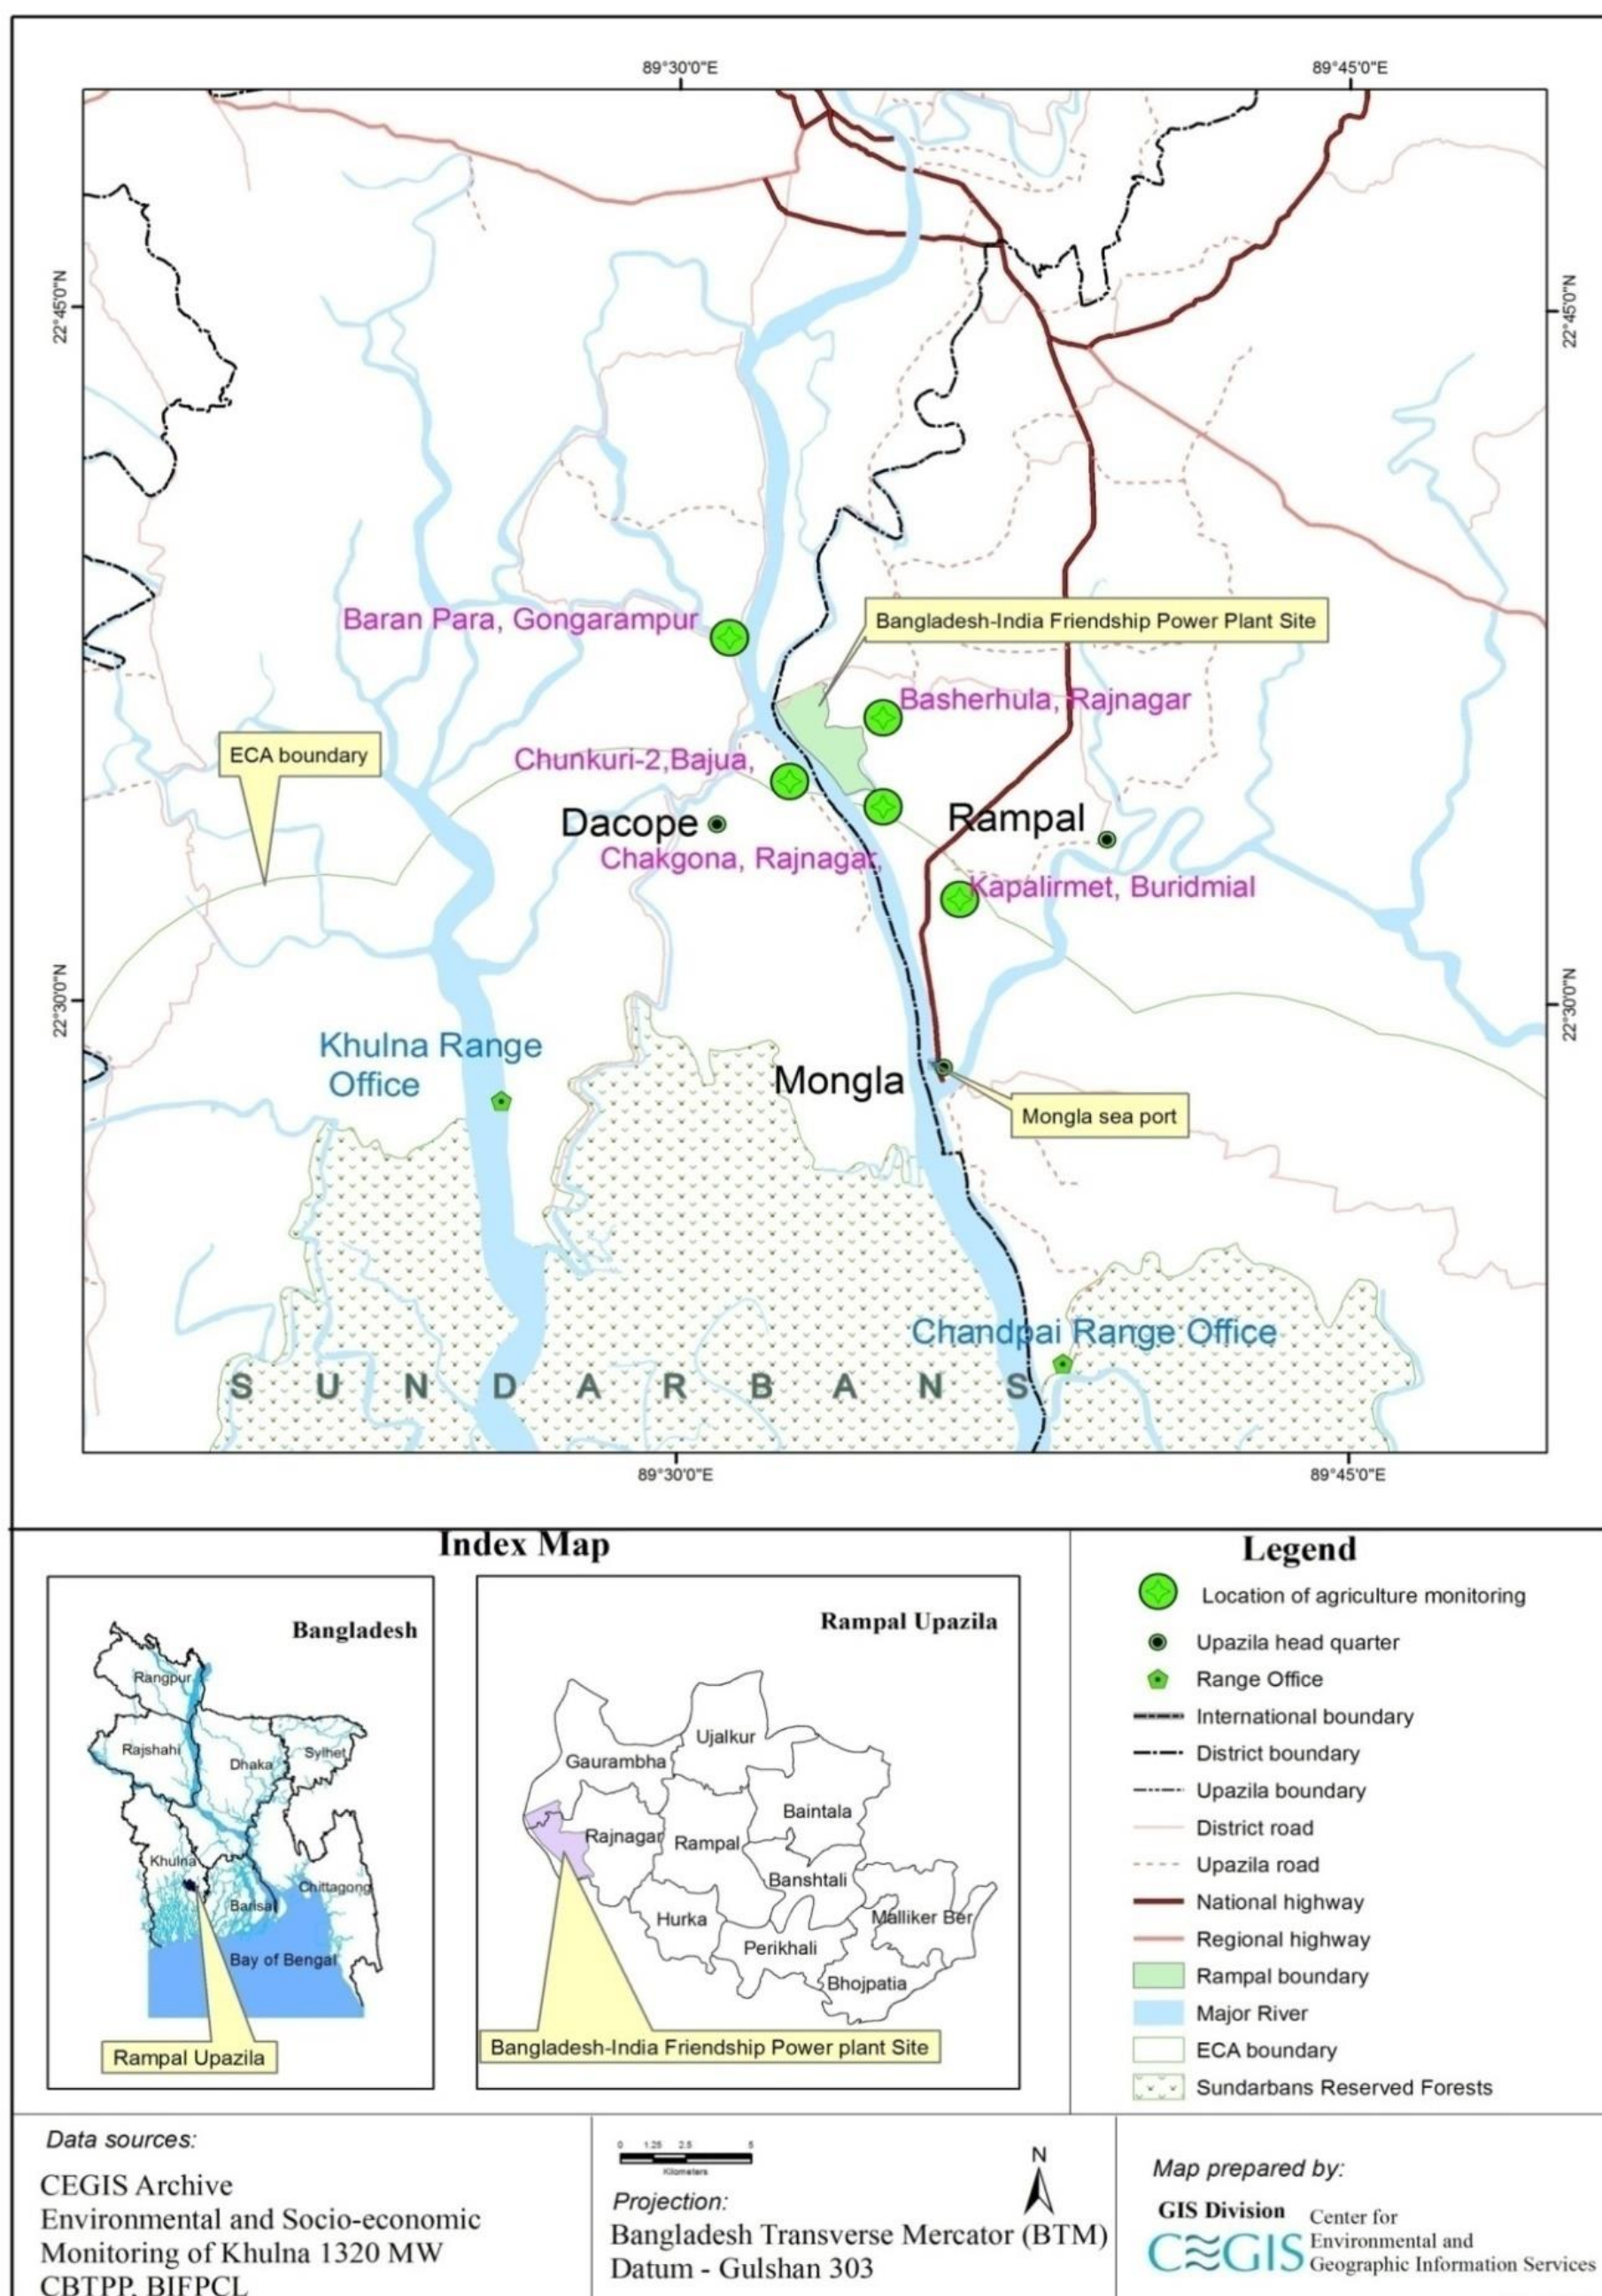 89°30'0"E
89°45'0"E
22°45'0"N
22°45'0"N
Baran Para, Gongarampur
Bangladesh-India Friendship Power Plant Site
Basherhula, Rajnagar
ECA boundary
Chunkuri-2,Bajua,
Dacope
Rampal
Chakgona, Rajnagar,
Kapalirmet, Buridmial
22°30'0"N
22°30'0"N
Khulna Range
Office
Mongla
Mongla sea port
Chandpai Range Office
S U N D A R B A N S
89°30'0"E
89°45'0"E
Index Map
Bangladesh
Rangpur
Rajshahi
Dhaka
Sylhet
Khulna
Barisal
Chittagong
Bay of Bengal
Rampal Upazila
Rampal Upazila
Ujalkur
Gaurambha
Baintala
Rajnagar
Rampal
Banshtali
Hurka
Malliker Ber
Perikhali
Bhojpatia
Bangladesh-India Friendship Power plant Site
Legend
Location of agriculture monitoring
Upazila head quarter
Range Office
International boundary
District boundary
Upazila boundary
District road
Upazila road
National highway
Regional highway
Rampal boundary
Major River
ECA boundary
Sundarbans Reserved Forests
Data sources:
CEGIS Archive
Environmental and Socio-economic
Monitoring of Khulna 1320 MW
CBTPP, BIFPCL
0 1.25 2.5 5
Kilometers
N
Projection:
Bangladesh Transverse Mercator (BTM)
Datum - Gulshan 303
Map prepared by:
GIS Division
CEGIS
Center for
Environmental and
Geographic Information Services